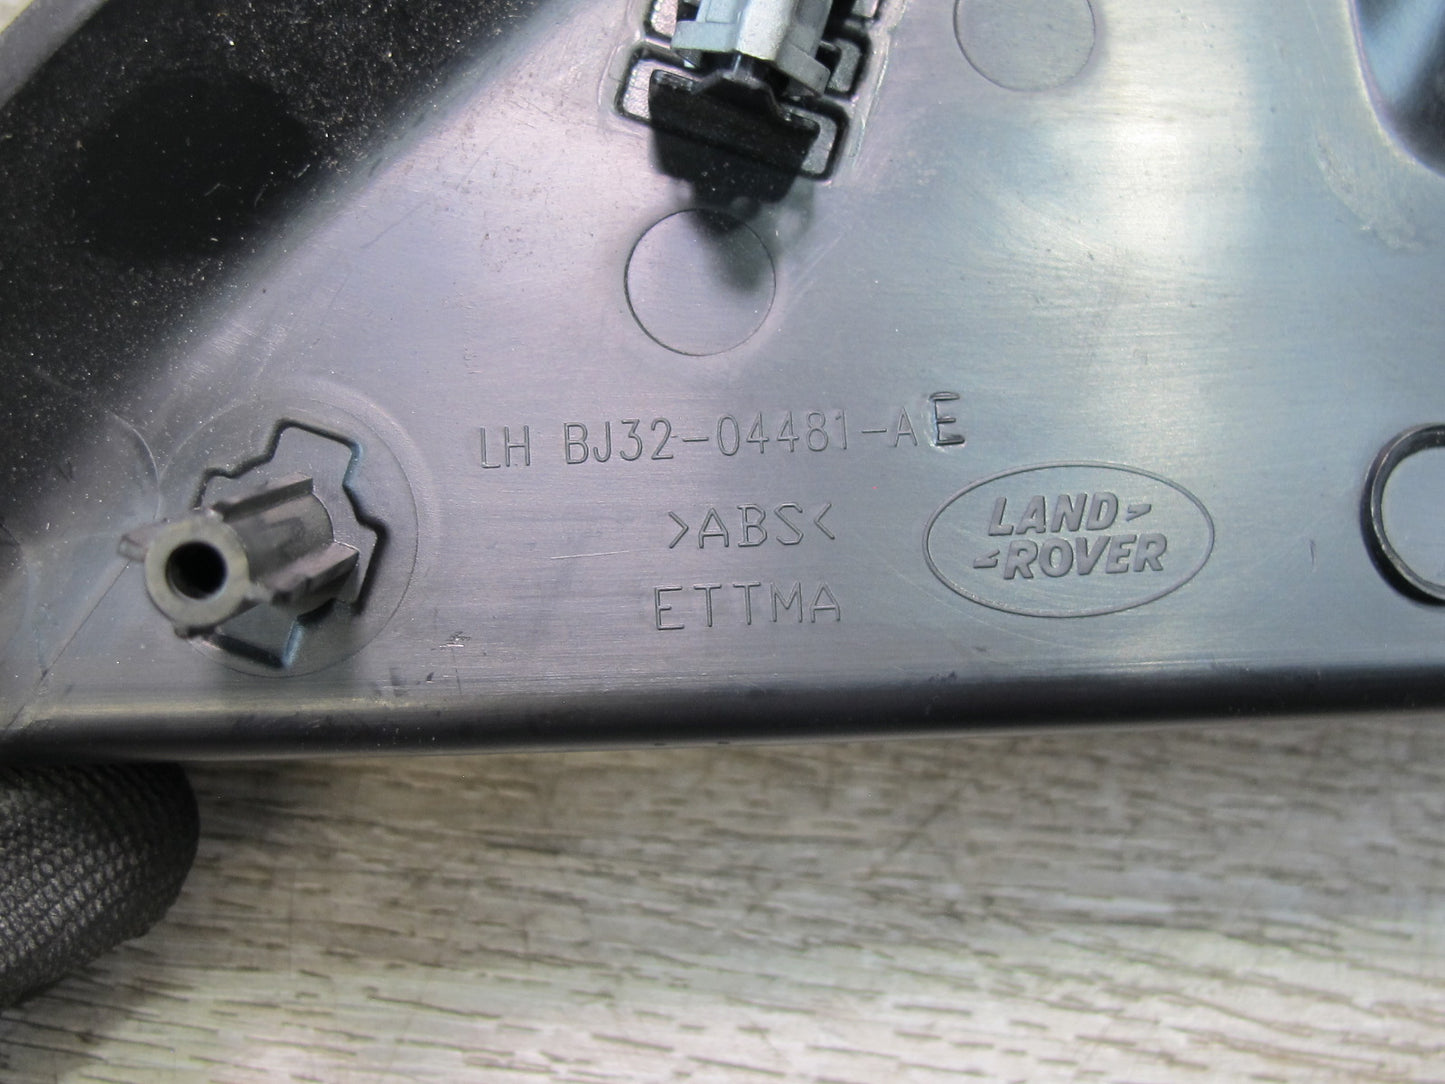 LH BJ32-04481-AE
>ABS<
ETTMA
LAND-
-ROVER